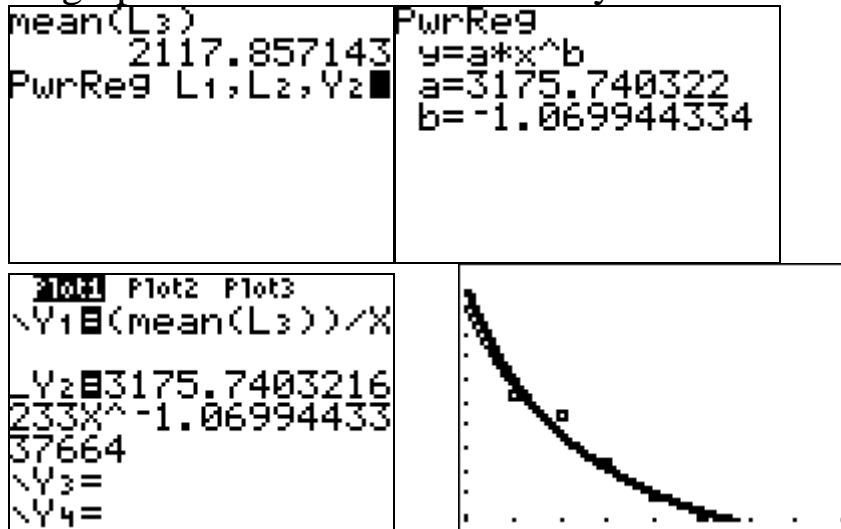 mean(L₃)
2117.857143
PwrReg L₁,L₂,Y₂
PwrReg
y=a*x^b
a=3175.740322
b=-1.069944334
Plot1 Plot2 Plot3
\Y₁=(mean(L₃))/X
Y₂=3175.7403216
233X^-1.06994433
37664
\Y₃=
\Y₄=